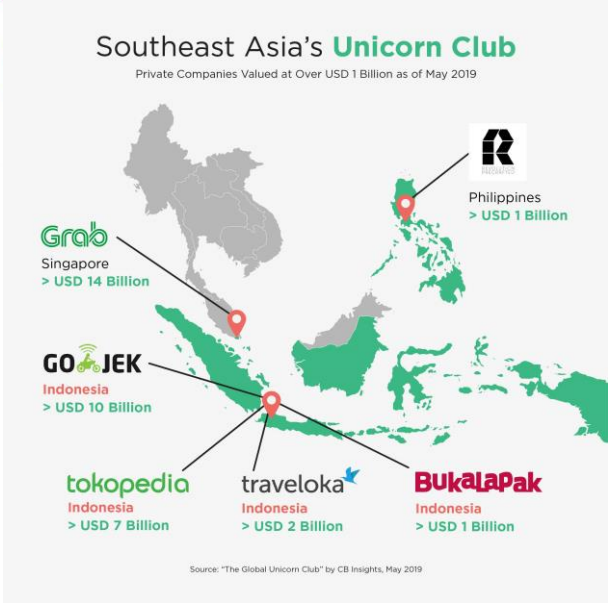 Southeast Asia's Unicorn Club
Private Companies Valued at Over USD 1 Billion as of May 2019
R
Philippines
> USD 1 Billion
Grab
Singapore
> USD 14 Billion
GO JEK
Indonesia
> USD 10 Billion
tokopedia
Indonesia
> USD 7 Billion
traveloka
Indonesia
> USD 2 Billion
BUKALAPAK
Indonesia
> USD 1 Billion
Source: "The Global Unicorn Club" by CB Insights, May 2019